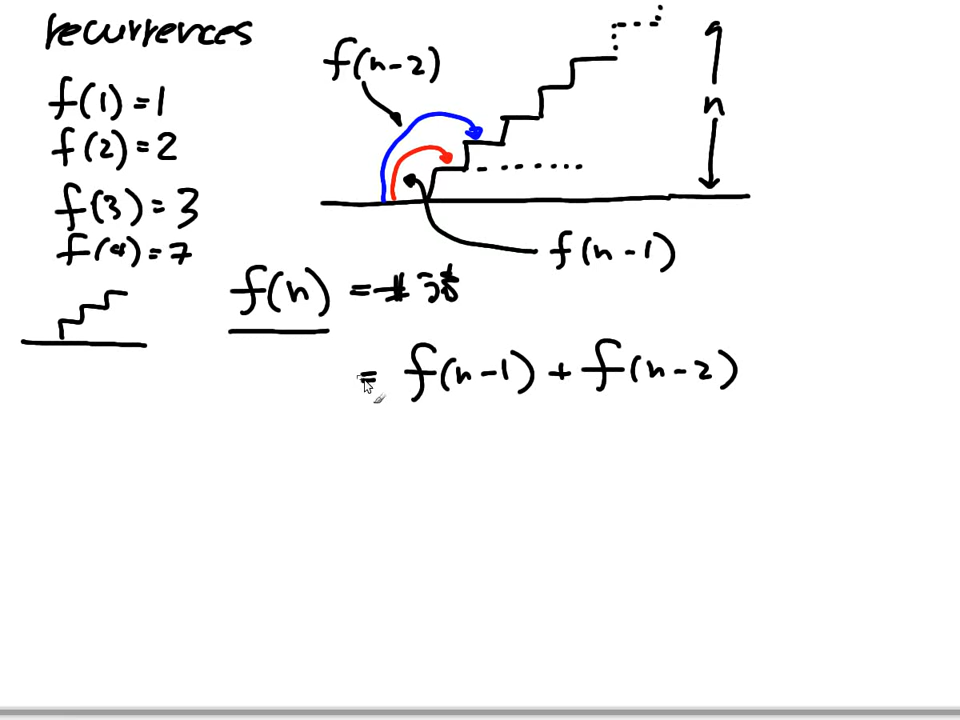 recurrences
f(1)=1
f(2)=2
f(3)=3
f(4)=7
f(n-2)
n
f(n-1)
f(n) =
= f(n-1) + f(n-2)